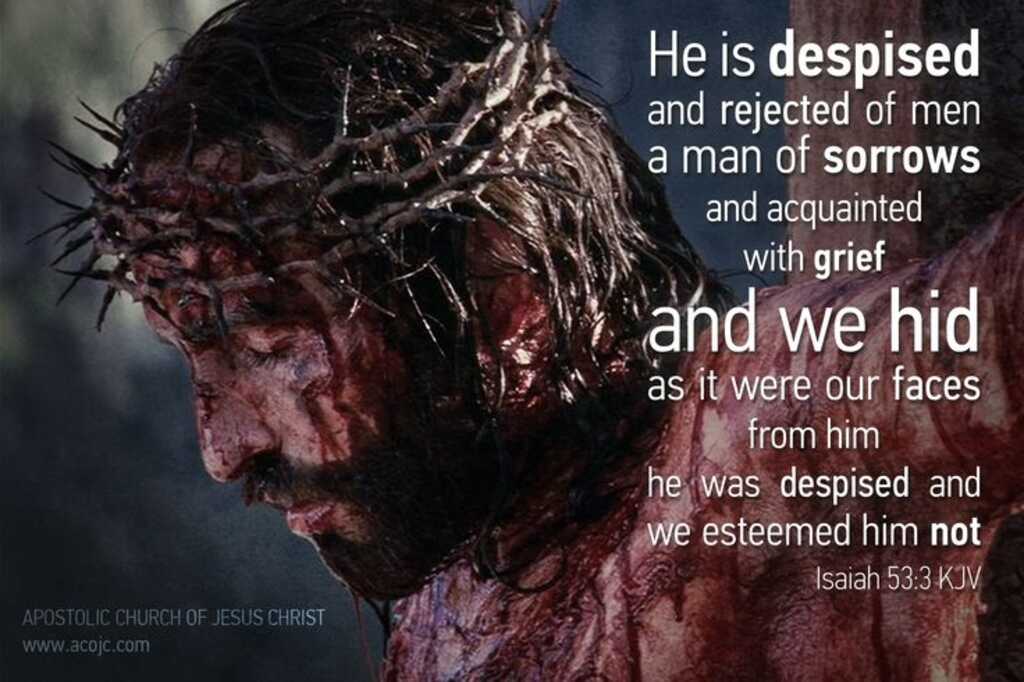 He is despised
and rejected of men
a man of sorrows
and acquainted
with grief
and we hid
as it were our faces
from him
he was despised and
we esteemed him not
Isaiah 53:3 KJV
APOSTOLIC CHURCH OF JESUS CHRIST
www.acojc.com